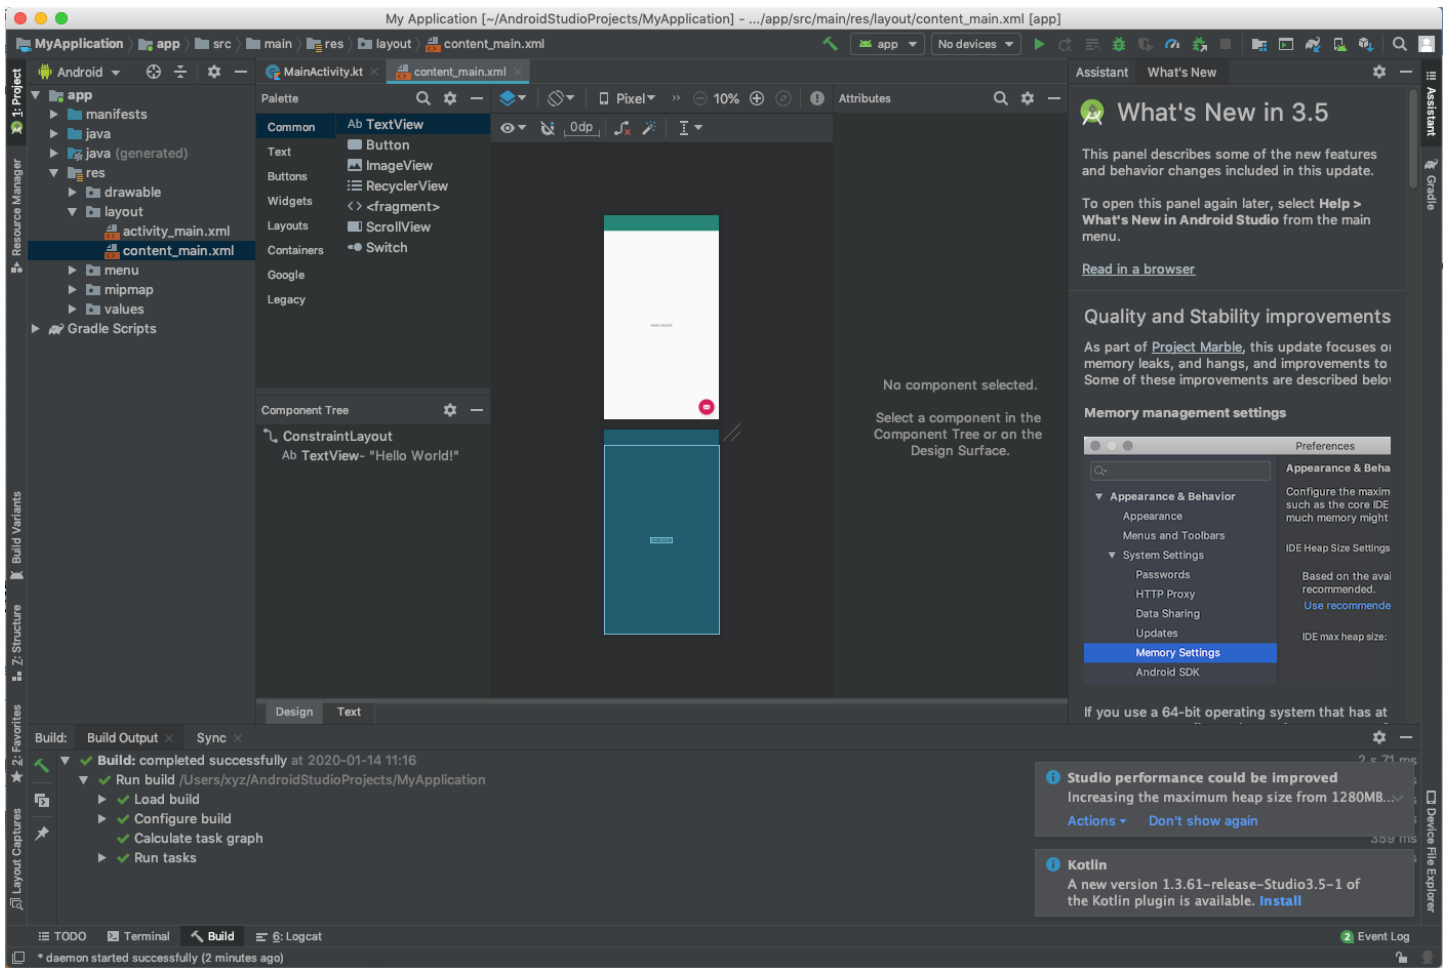 My Application [~/AndroidStudioProjects/MyApplication] - .../app/src/main/res/layout/content_main.xml [app]
MyApplication app src main res layout content_main.xml
app No devices
1: Project
Resource Manager
Build Variants
7: Structure
2: Favorites
Layout Captures
Android
app
manifests
java
java (generated)
res
drawable
layout
activity_main.xml
content_main.xml
menu
mipmap
values
Gradle Scripts
MainActivity.kt content_main.xml
Palette
Common
Text
Buttons
Widgets
Layouts
Containers
Google
Legacy
Ab TextView
Button
ImageView
RecyclerView
<> <fragment>
ScrollView
Switch
Component Tree
ConstraintLayout
Ab TextView- "Hello World!"
Pixel 10%
0dp
Design Text
Attributes
No component selected.
Select a component in the
Component Tree or on the
Design Surface.
Assistant What's New
What's New in 3.5
This panel describes some of the new features
and behavior changes included in this update.
To open this panel again later, select Help >
What's New in Android Studio from the main
menu.
Read in a browser
Quality and Stability improvements
As part of Project Marble, this update focuses on
memory leaks, and hangs, and improvements to
Some of these improvements are described below
Memory management settings
Preferences
Appearance & Behavior
Appearance
Menus and Toolbars
System Settings
Passwords
HTTP Proxy
Data Sharing
Updates
Memory Settings
Android SDK
Appearance & Beha
Configure the maxim
such as the core IDE
much memory might
IDE Heap Size Settings
Based on the avai
recommended.
Use recommende
IDE max heap size:
If you use a 64-bit operating system that has at
Assistant
Gradle
Device File Explorer
Build: Build Output Sync
Build: completed successfully at 2020-01-14 11:16
2 s 71 ms
Run build /Users/xyz/AndroidStudioProjects/MyApplication
Load build
Configure build
Calculate task graph
359 ms
Run tasks
Studio performance could be improved
Increasing the maximum heap size from 1280MB...
Actions Don't show again
Kotlin
A new version 1.3.61-release-Studio3.5-1 of
the Kotlin plugin is available. Install
TODO Terminal Build 6: Logcat
2 Event Log
* daemon started successfully (2 minutes ago)